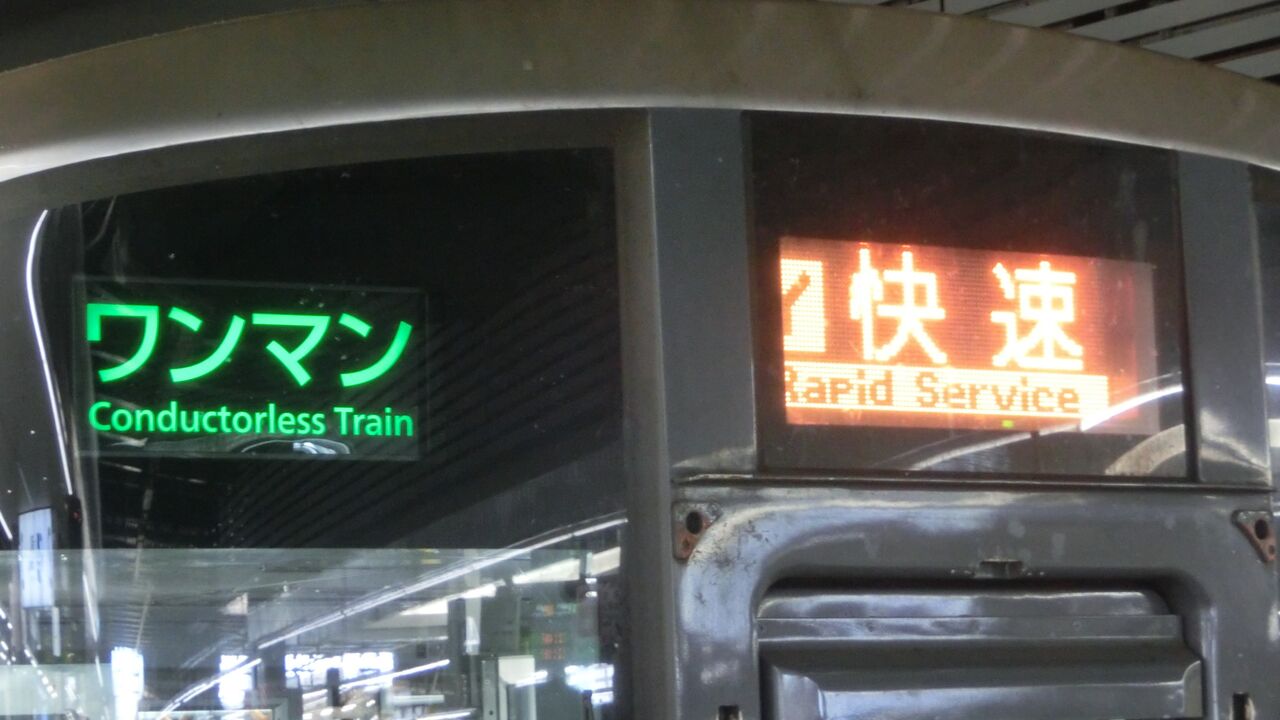 ワンマン
Conductorless Train
Y 快速
Rapid Service